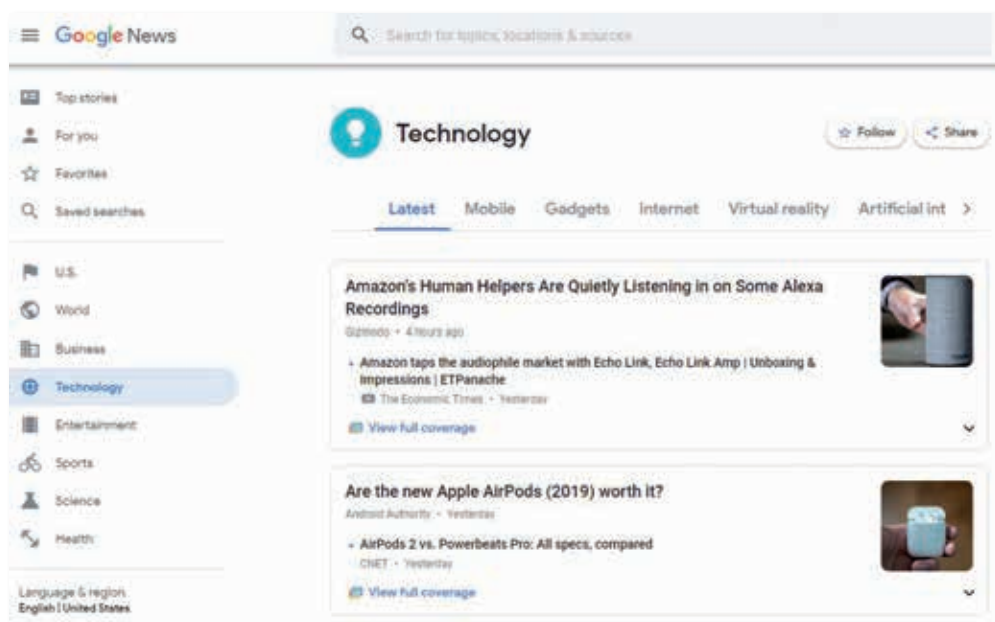 Google News
Search for topics, locations & sources
Top stories
For you
Favorites
Saved searches
U.S.
World
Business
Technology
Entertainment
Sports
Science
Health
Language & region
English | United States
Technology
Follow
Share
Latest Mobile Gadgets Internet Virtual reality Artificial int
Amazon's Human Helpers Are Quietly Listening in on Some Alexa
Recordings
Gizmodo • 4 hours ago
Amazon taps the audiophile market with Echo Link, Echo Link Amp | Unboxing &
Impressions | ETPanache
The Economic Times • Yesterday
View full coverage
Are the new Apple AirPods (2019) worth it?
Android Authority • Yesterday
AirPods 2 vs. Powerbeats Pro: All specs, compared
CNET • Yesterday
View full coverage